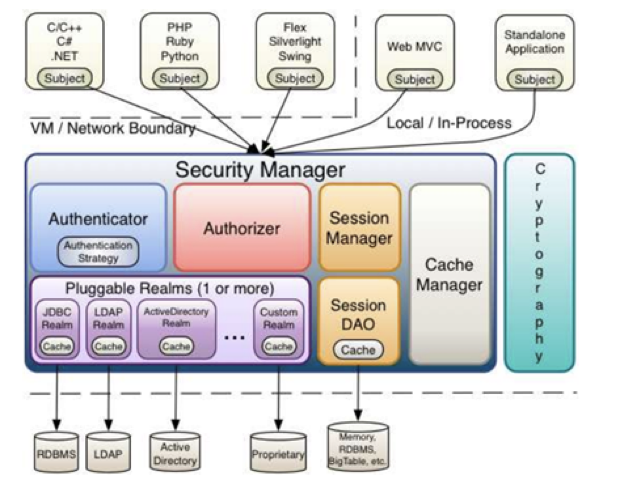 C/C++
C#
.NET
Subject
PHP
Ruby
Python
Subject
Flex
Silverlight
Swing
Subject
Web MVC
Subject
Standalone
Application
Subject
VM / Network Boundary
Local / In-Process
Security Manager
Authenticator
Authentication
Strategy
Authorizer
Session
Manager
Cache
Manager
Cryptography
Pluggable Realms (1 or more)
JDBC
Realm
Cache
LDAP
Realm
Cache
ActiveDirectory
Realm
Cache
...
Custom
Realm
Cache
Session
DAO
Cache
RDBMS
LDAP
Active
Directory
Proprietary
Memory,
RDBMS,
BigTable, etc.